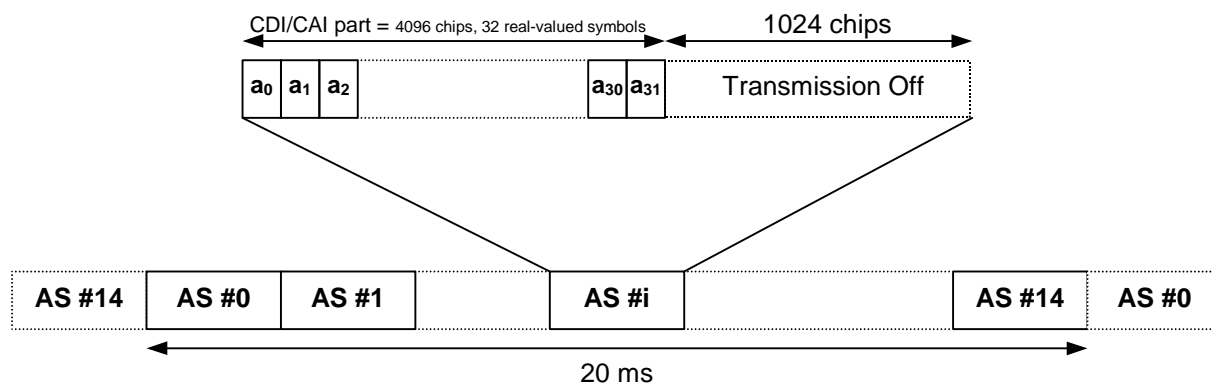 CDI/CAI part = 4096 chips, 32 real-valued symbols
1024 chips
a₀ a₁ a₂ a₃₀ a₃₁ Transmission Off
AS #14 AS #0 AS #1 AS #i AS #14 AS #0
20 ms